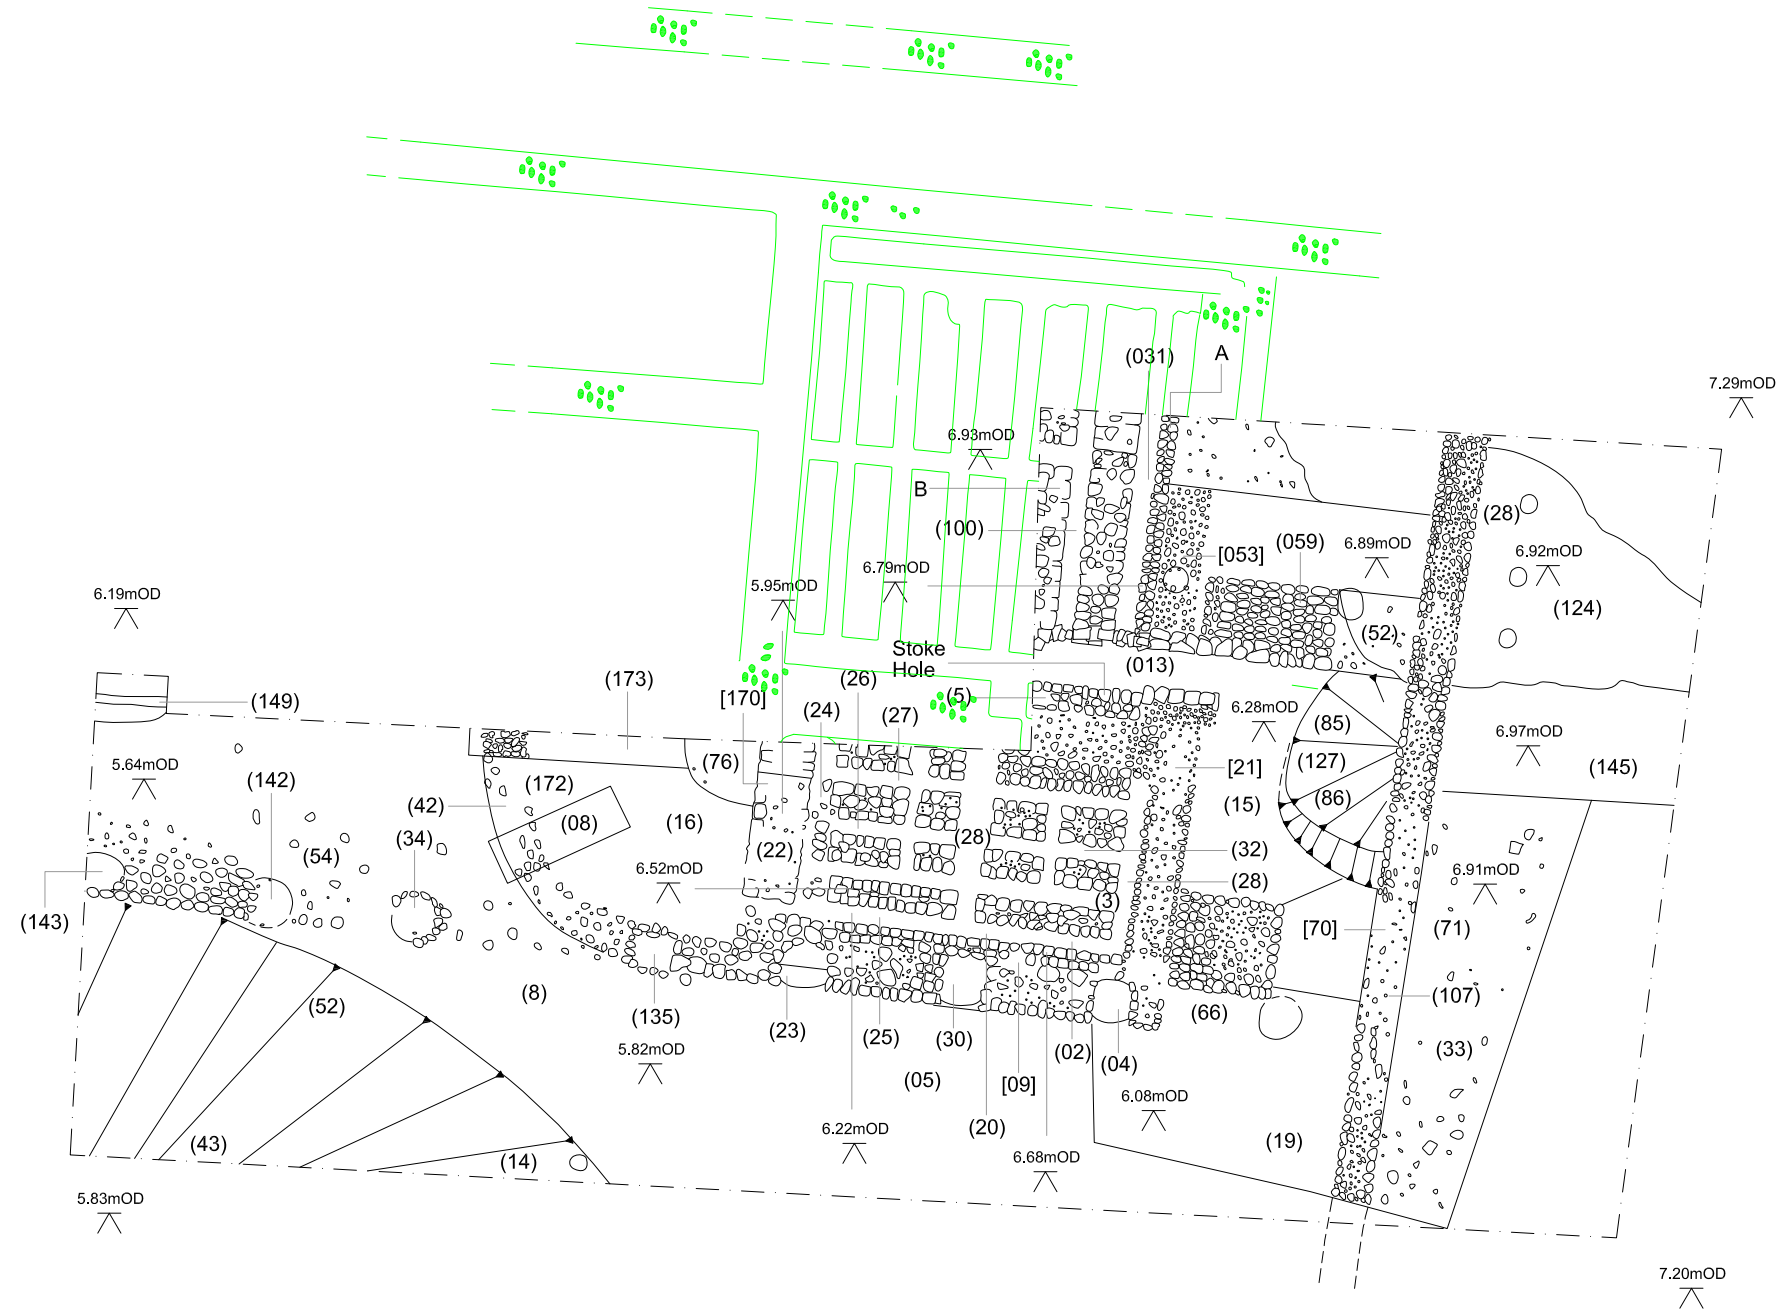 (031)
A
7.29mOD
6.93mOD
B
(28)
(100)
[053]
(059)
6.89mOD
6.92mOD
6.79mOD
5.95mOD
6.19mOD
(124)
(52)
Stoke
Hole
(013)
(173)
(26)
[170]
(5)
(149)
(24)
(27)
6.28mOD
(85)
6.97mOD
5.64mOD
(142)
(172)
(76)
[21]
(127)
(145)
(42)
(15)
(86)
(34)
(08)
(16)
(54)
(22)
(28)
(32)
6.52mOD
(28)
6.91mOD
(3)
(143)
[70]
(71)
(8)
(52)
(107)
(135)
(23)
(25)
(30)
(66)
5.82mOD
(02)
(04)
(33)
(05)
[09]
6.08mOD
(43)
(14)
6.22mOD
(20)
(19)
6.68mOD
5.83mOD
7.20mOD